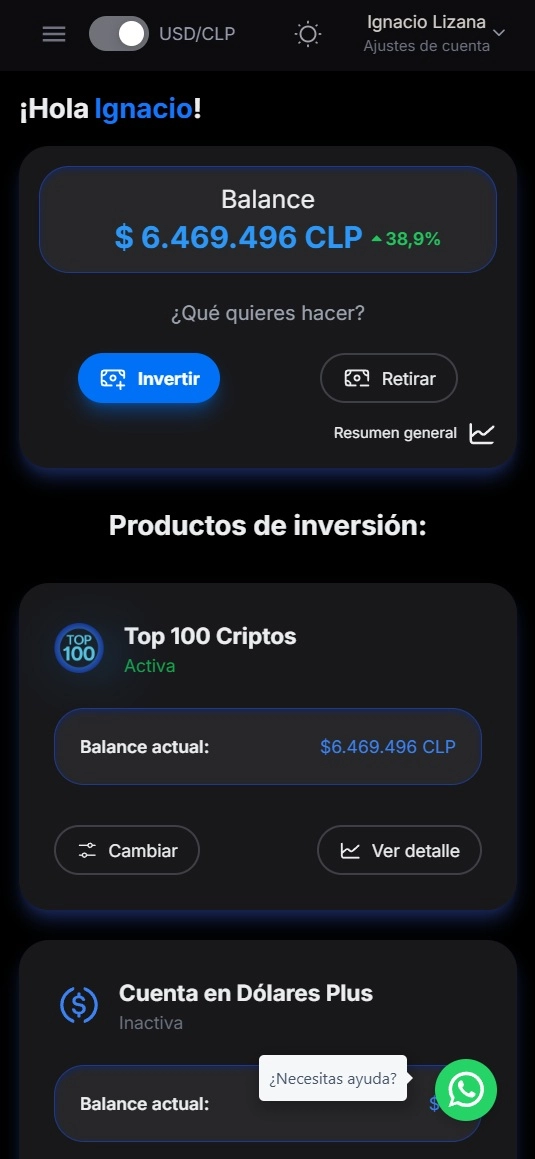 USD/CLP
Ignacio Lizana
Ajustes de cuenta
¡Hola Ignacio!
Balance
$ 6.469.496 CLP 38,9%
¿Qué quieres hacer?
Invertir
Retirar
Resumen general
Productos de inversión:
TOP
100
Top 100 Criptos
Activa
Balance actual: $6.469.496 CLP
Cambiar
Ver detalle
$
Cuenta en Dólares Plus
Inactiva
¿Necesitas ayuda?
Balance actual: $